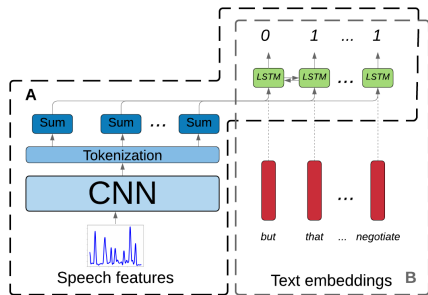 0 1 ... 1
LSTM LSTM ... LSTM
A
Sum Sum ... Sum
Tokenization
CNN
...
but that ... negotiate
Speech features
Text embeddings B